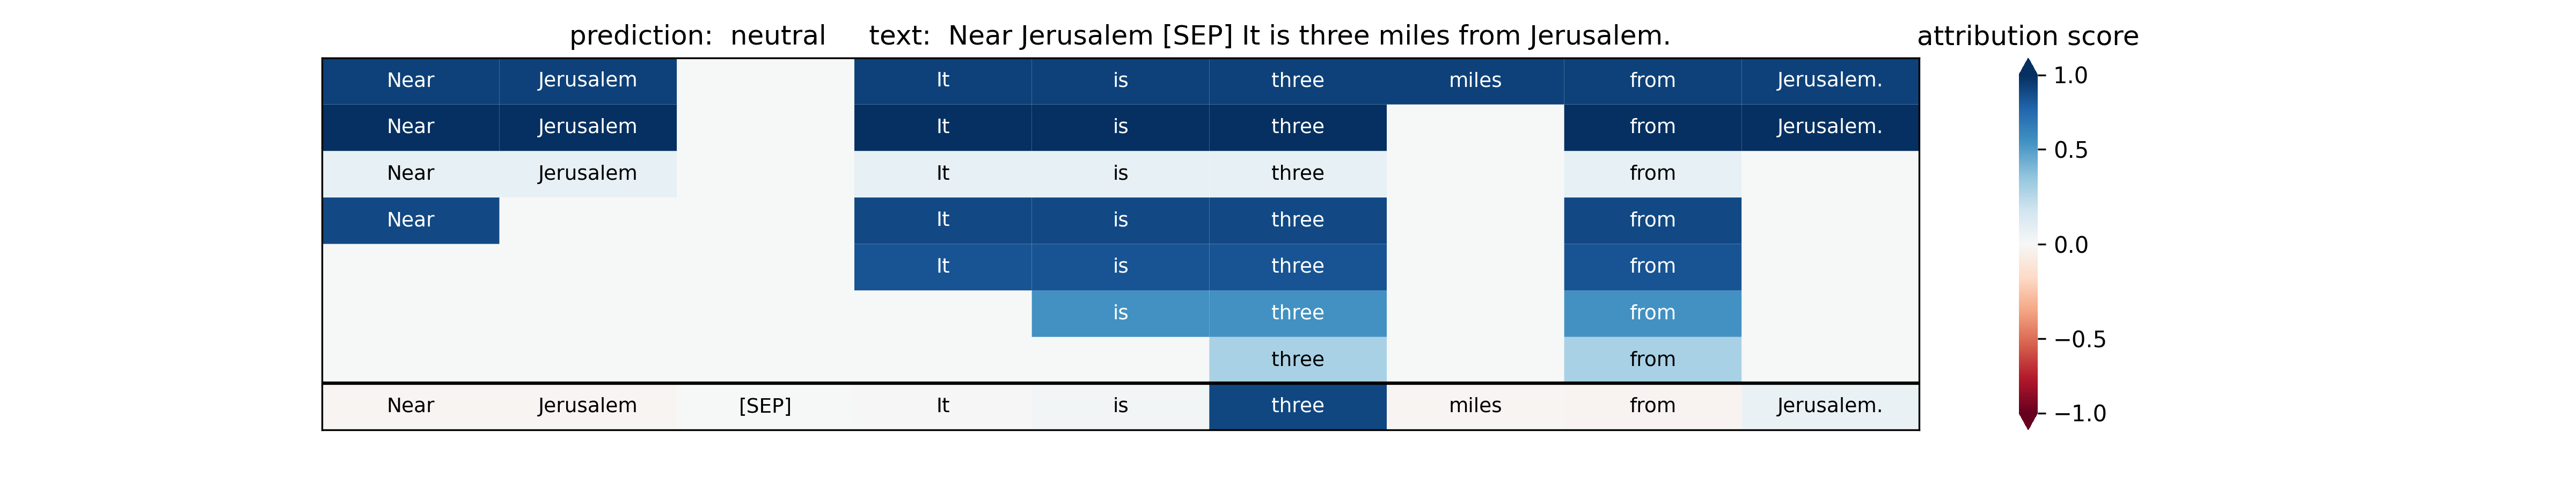 prediction: neutral text: Near Jerusalem [SEP] It is three miles from Jerusalem. attribution score
Near Jerusalem It is three miles from Jerusalem.
Near Jerusalem It is three from Jerusalem.
Near Jerusalem It is three from
Near It is three from
It is three from
is three from
three from
Near Jerusalem [SEP] It is three miles from Jerusalem.
1.0
0.5
0.0
−0.5
−1.0